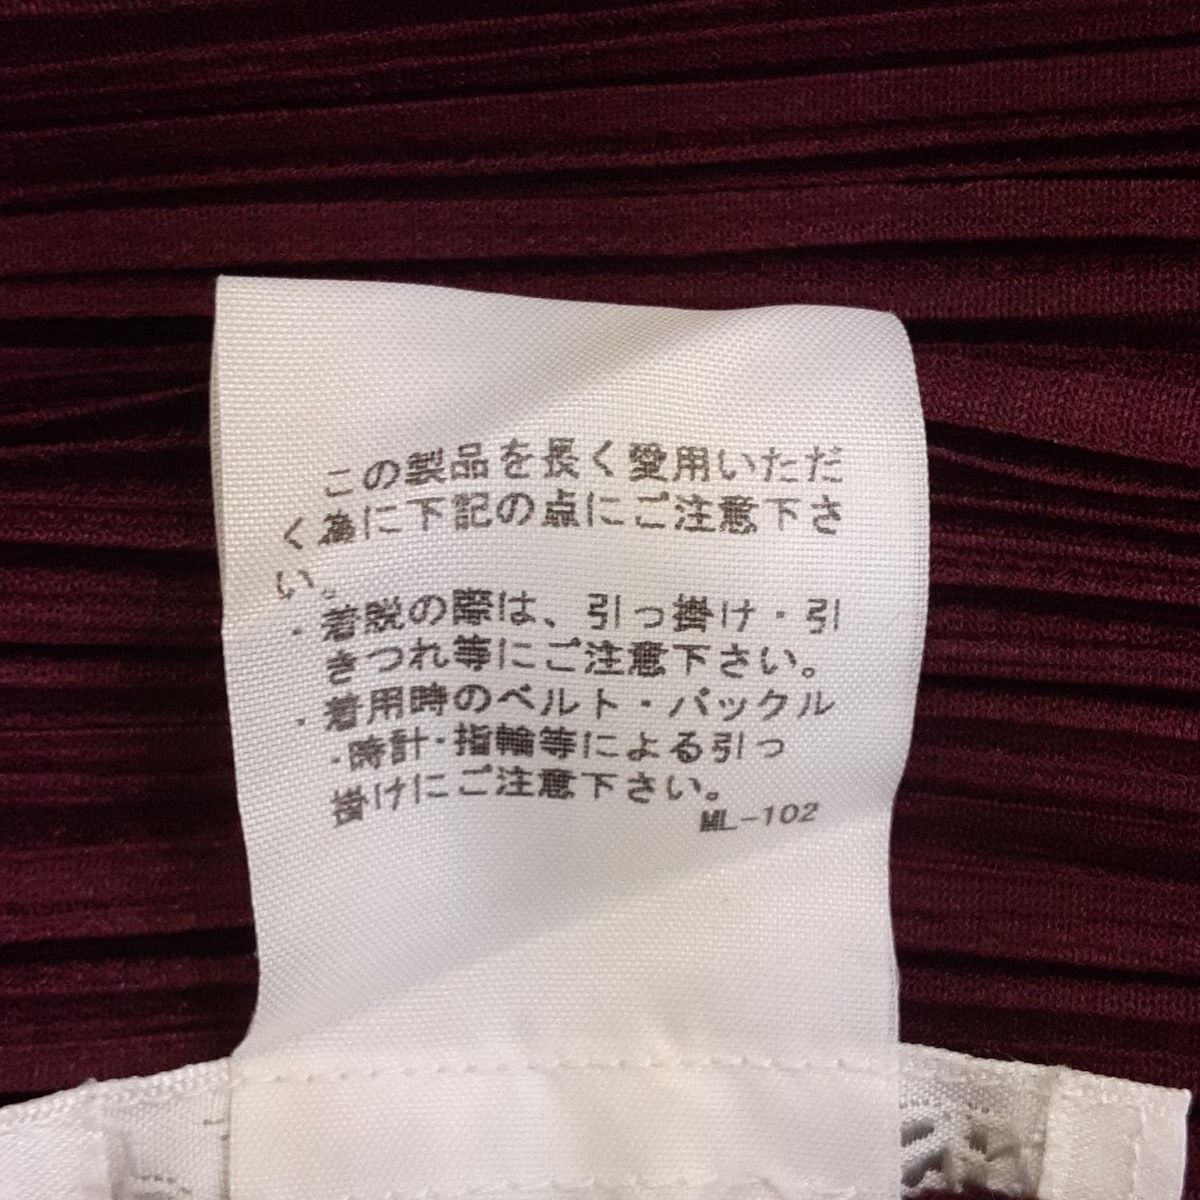 この製品を長く愛用いただ
く為に下記の点にご注意下さ
い。
・着脱の際は、引っ掛け・引
きつれ等にご注意下さい。
・着用時のベルト・バックル
・時計・指輪等による引っ
掛けにご注意下さい。
ML-102